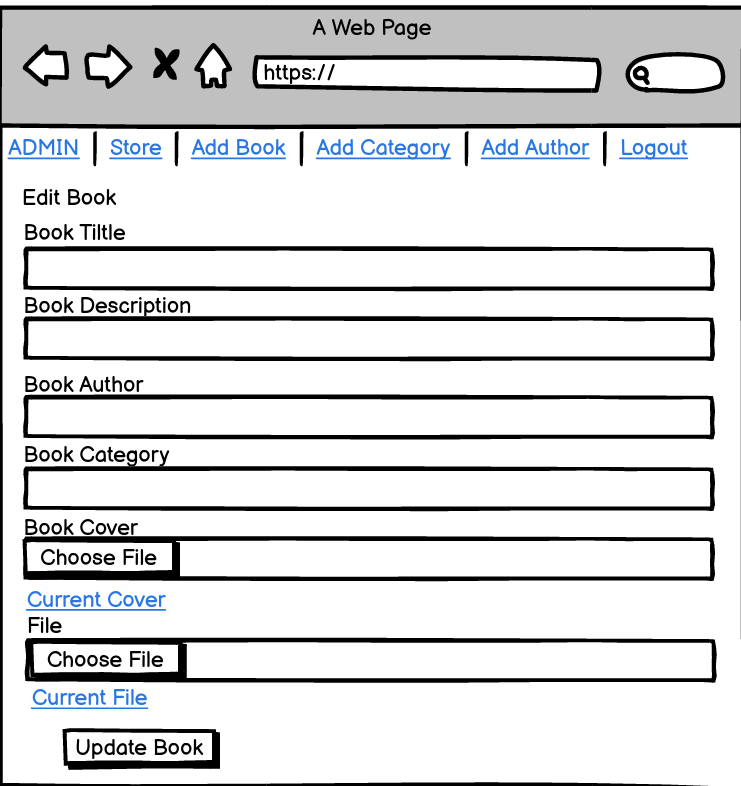 A Web Page
https://
ADMIN Store Add Book Add Category Add Author Logout
Edit Book
Book Tiltle
Book Description
Book Author
Book Category
Book Cover
Choose File
Current Cover
File
Choose File
Current File
Update Book